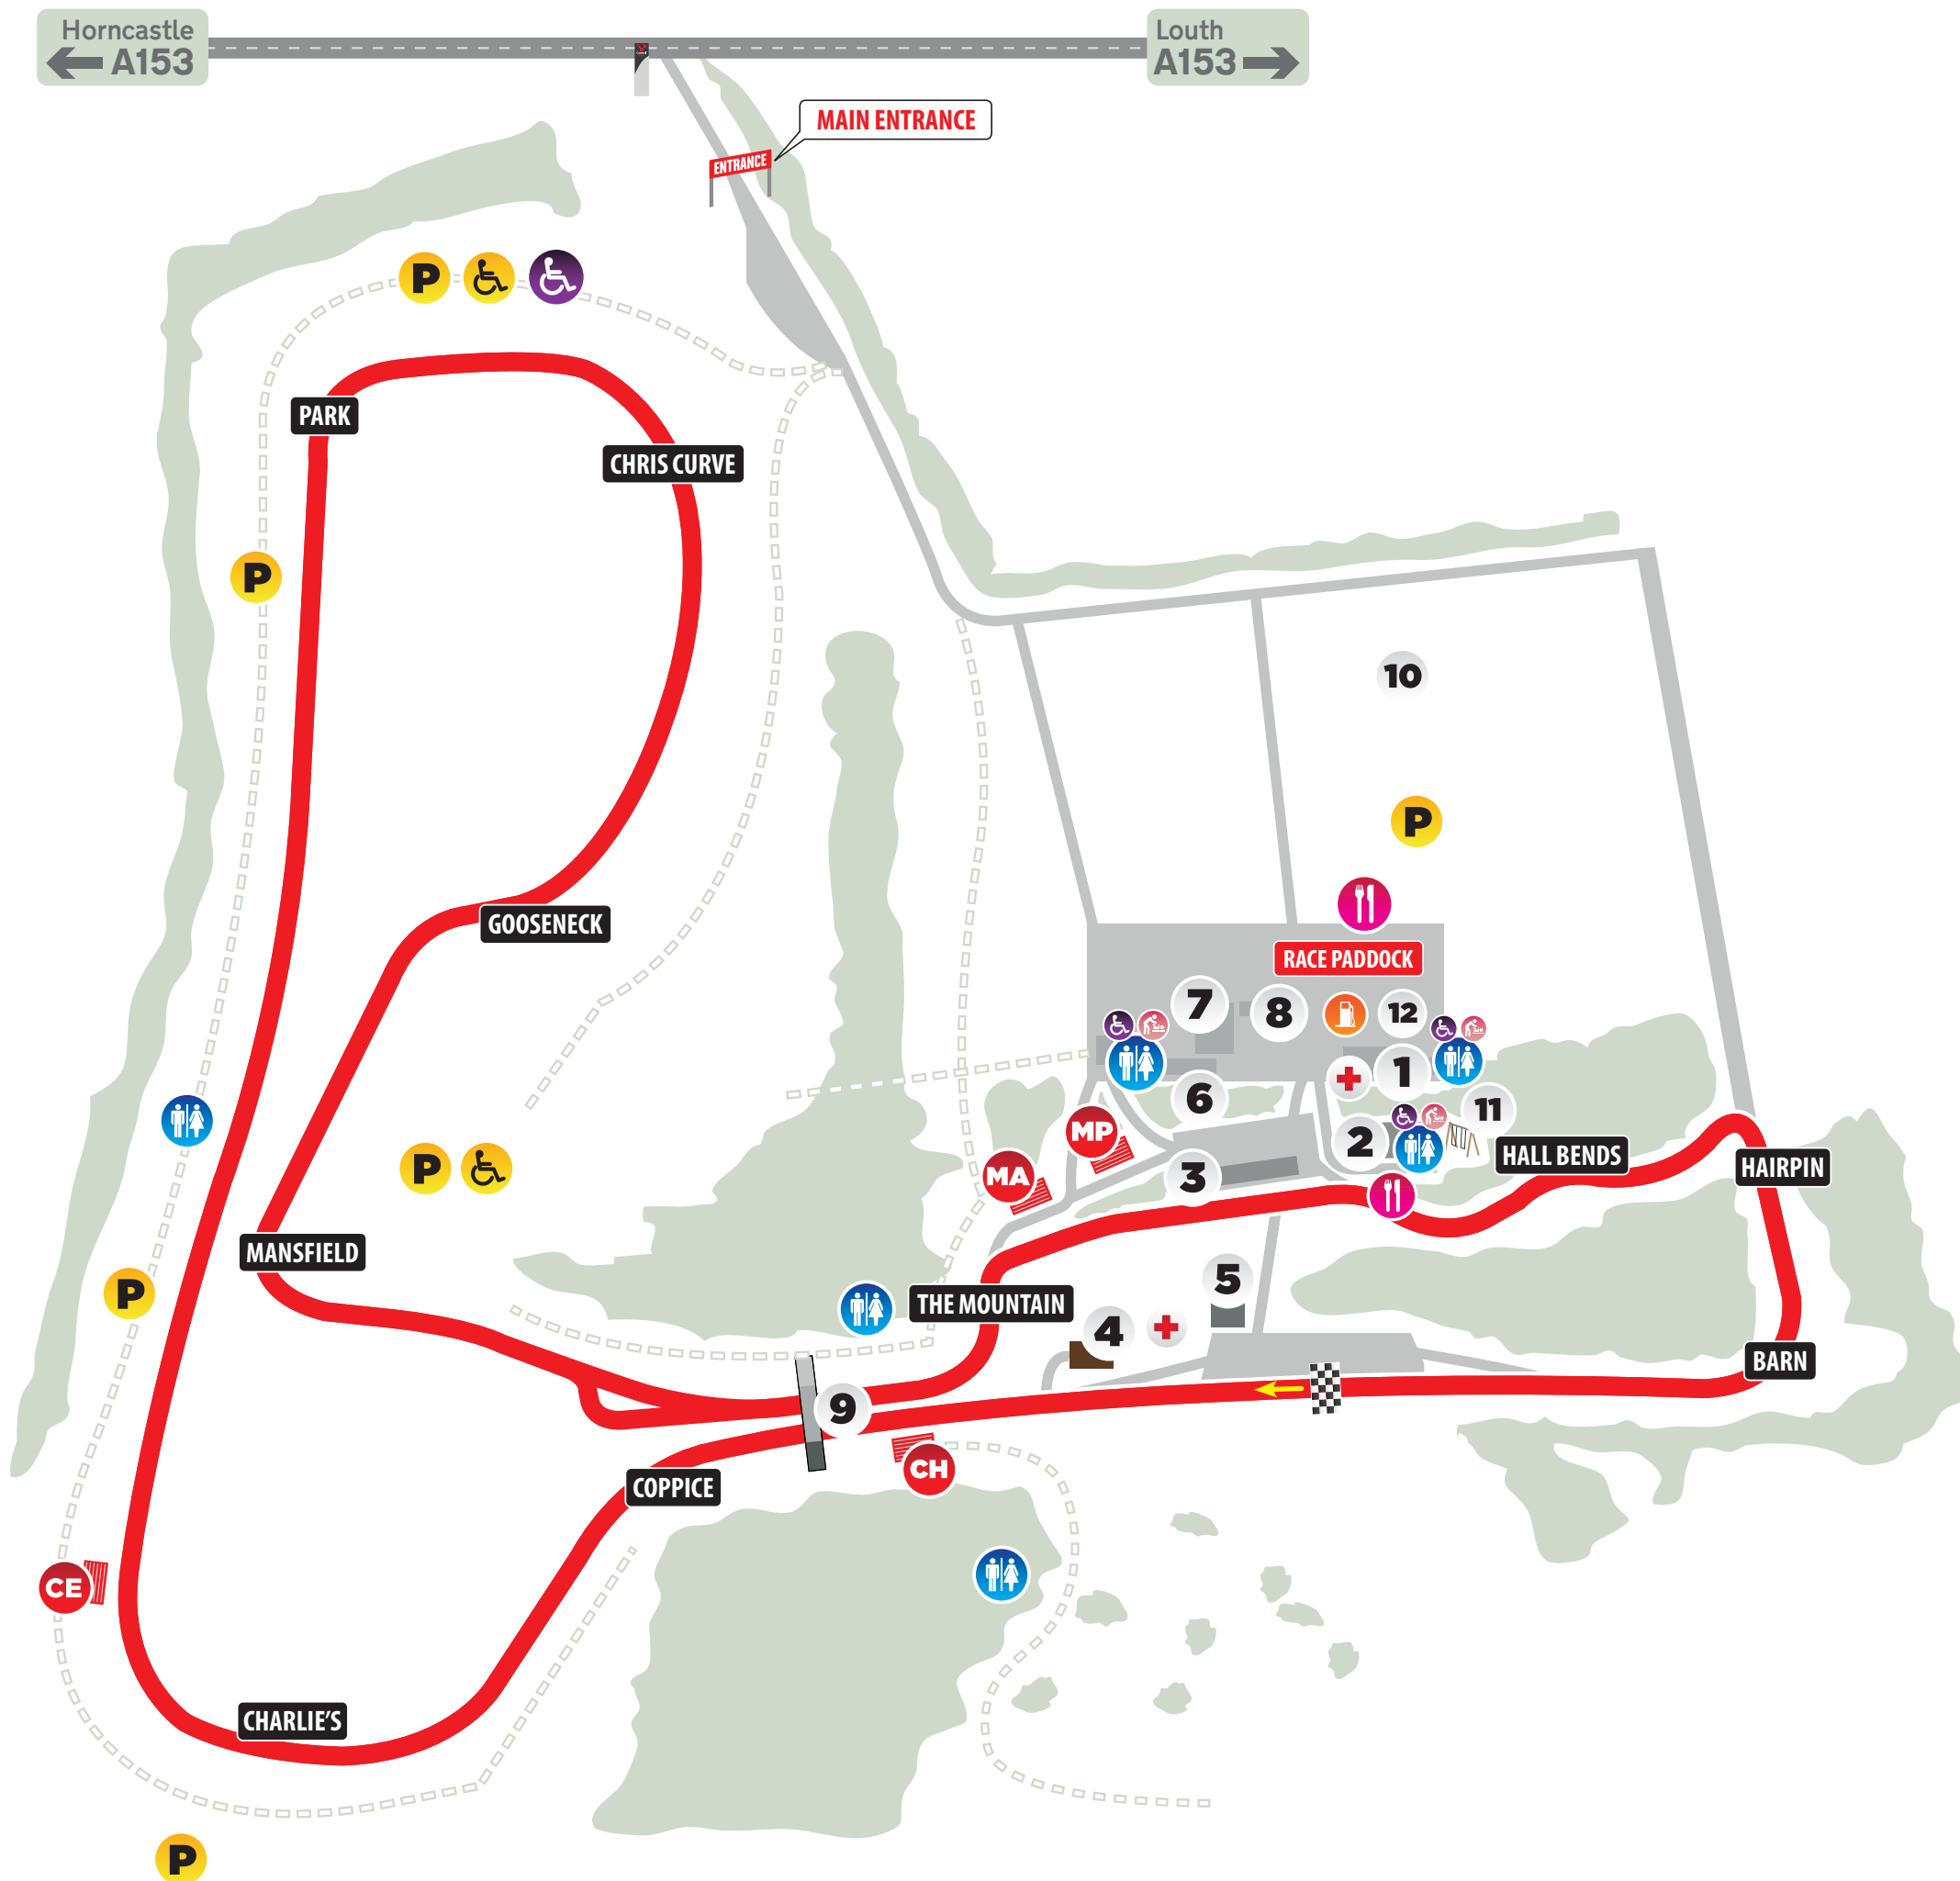 Horncastle
A153
Louth
A153
MAIN ENTRANCE
ENTRANCE
P
PARK
CHRIS CURVE
P
10
P
GOOSENECK
RACE PADDOCK
7
8
12
1
6
11
MP
2
MA
3
HALL BENDS
HAIRPIN
P
MANSFIELD
P
5
THE MOUNTAIN
4
BARN
9
CH
COPPICE
CE
CHARLIE'S
P